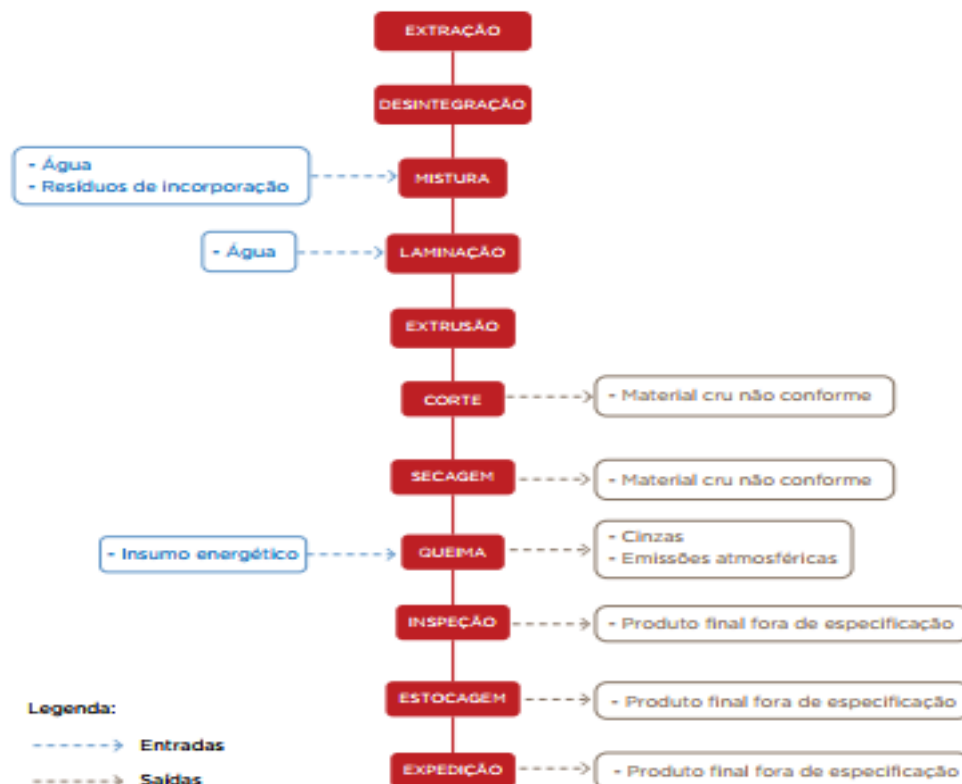 EXTRAÇÃO
DESINTEGRAÇÃO
- Água
- Resíduos de incorporação
MISTURA
- Água
LAMINAÇÃO
EXTRUSÃO
CORTE
- Material cru não conforme
SECAGEM
- Material cru não conforme
- Insumo energético
QUEIMA
- Cinzas
- Emissões atmosféricas
INSPEÇÃO
- Produto final fora de especificação
ESTOCAGEM
- Produto final fora de especificação
EXPEDIÇÃO
- Produto final fora de especificação
Legenda:
Entradas
Saídas